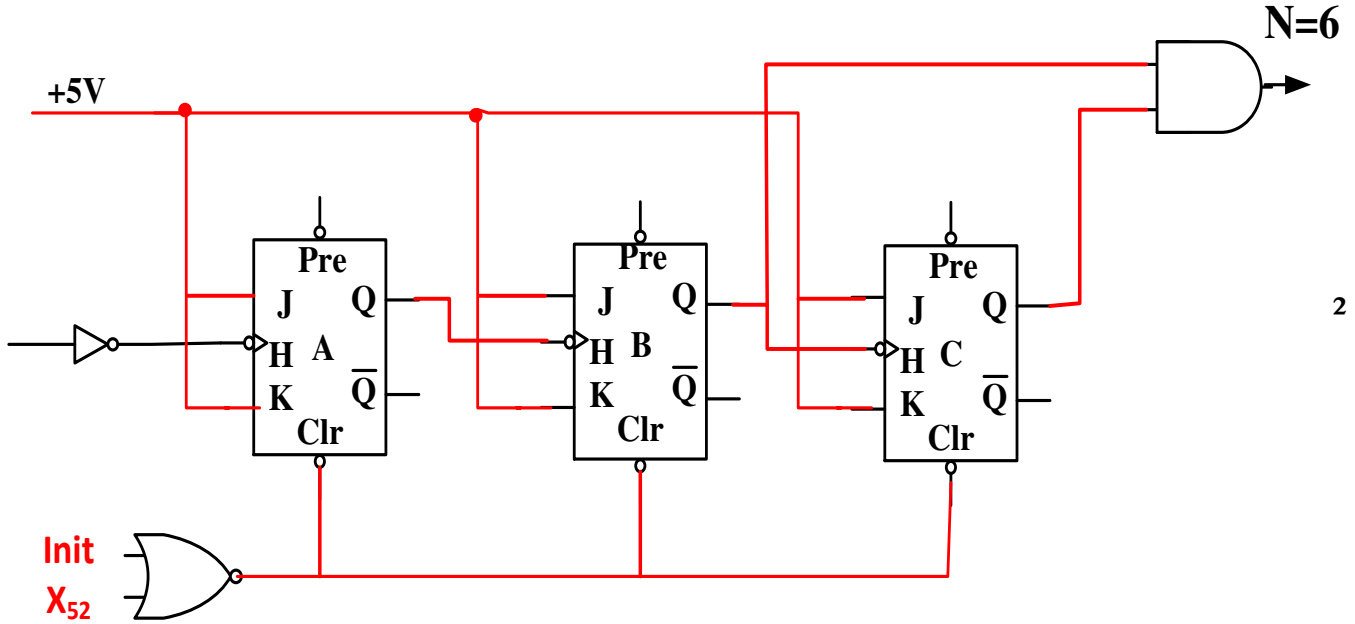 N=6
+5V
Pre
J Q
H A
K Q̅
Clr
Pre
J Q
H B
K Q̅
Clr
Pre
J Q
H C
K Q̅
Clr
2
Init
X₅₂